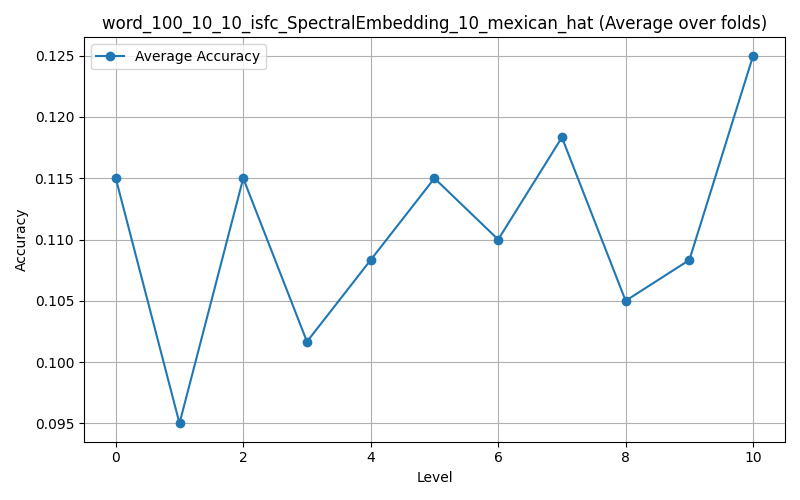 word_100_10_10_isfc_SpectralEmbedding_10_mexican_hat (Average over folds)
Average Accuracy
0.125
0.120
0.115
0.110
0.105
0.100
0.095
Accuracy
0 2 4 6 8 10
Level